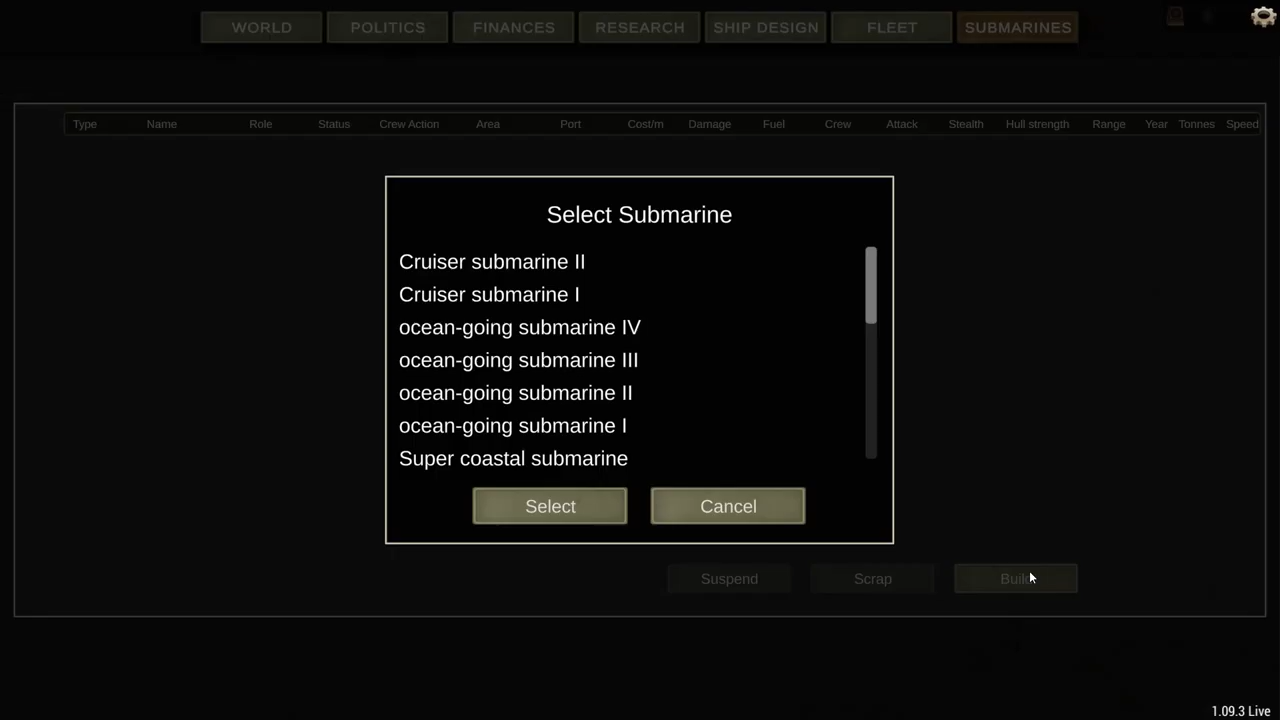 WORLD POLITICS FINANCES RESEARCH SHIP DESIGN FLEET SUBMARINES
Type Name Role Status Crew Action Area Port Cost/m Damage Fuel Crew Attack Stealth Hull strength Range Year Tonnes Speed
Select Submarine
Cruiser submarine II
Cruiser submarine I
ocean-going submarine IV
ocean-going submarine III
ocean-going submarine II
ocean-going submarine I
Super coastal submarine
Select Cancel
Suspend Scrap Build
1.09.3 Live